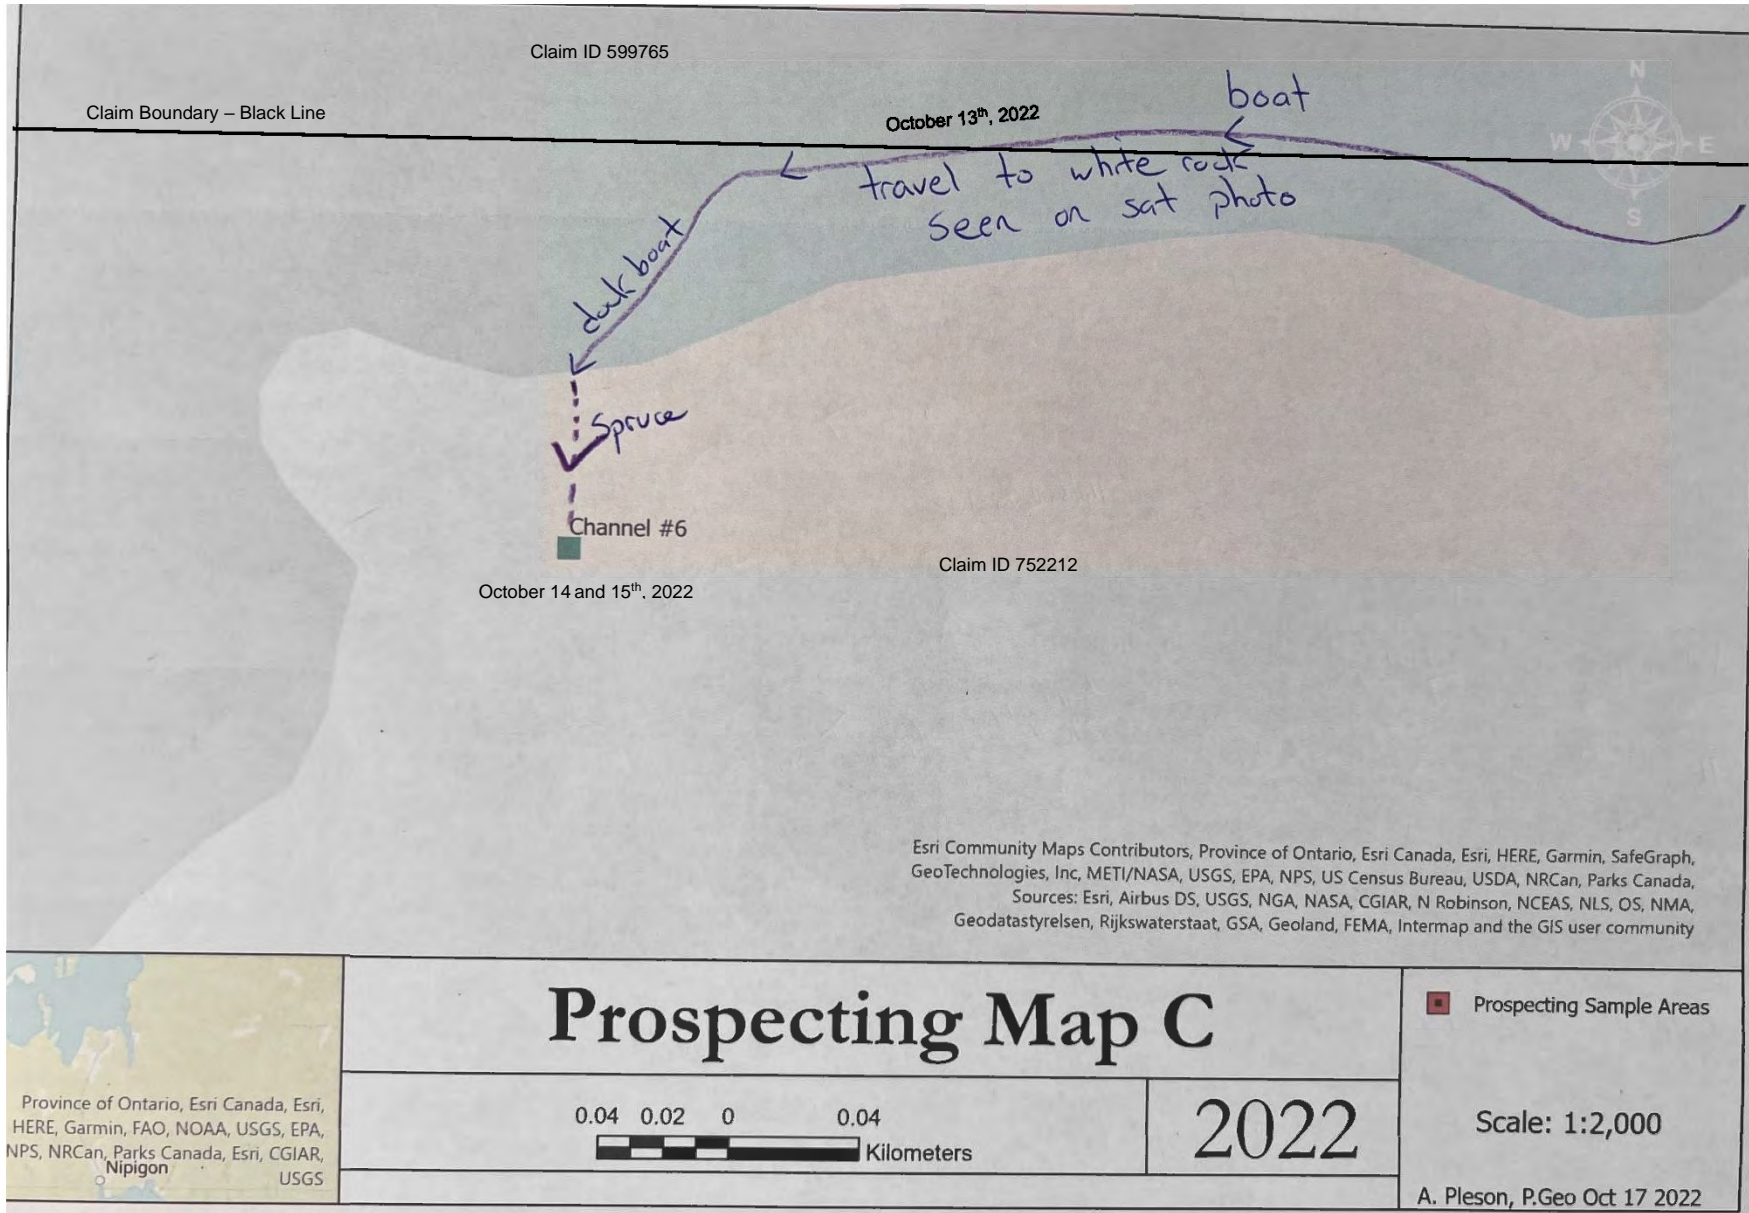 Claim ID 599765
Claim Boundary – Black Line
October 13th, 2022
boat
N
W
E
S
travel to white rock
seen on sat photo
duck boat
Spruce
Channel #6
Claim ID 752212
October 14 and 15th, 2022
Esri Community Maps Contributors, Province of Ontario, Esri Canada, Esri, HERE, Garmin, SafeGraph,
GeoTechnologies, Inc, METI/NASA, USGS, EPA, NPS, US Census Bureau, USDA, NRCan, Parks Canada,
Sources: Esri, Airbus DS, USGS, NGA, NASA, CGIAR, N Robinson, NCEAS, NLS, OS, NMA,
Geodatastyrelsen, Rijkswaterstaat, GSA, Geoland, FEMA, Intermap and the GIS user community
Prospecting Map C
Prospecting Sample Areas
Province of Ontario, Esri Canada, Esri,
HERE, Garmin, FAO, NOAA, USGS, EPA,
NPS, NRCan, Parks Canada, Esri, CGIAR,
USGS
Nipigon
0.04 0.02 0 0.04
Kilometers
2022
Scale: 1:2,000
A. Pleson, P.Geo Oct 17 2022